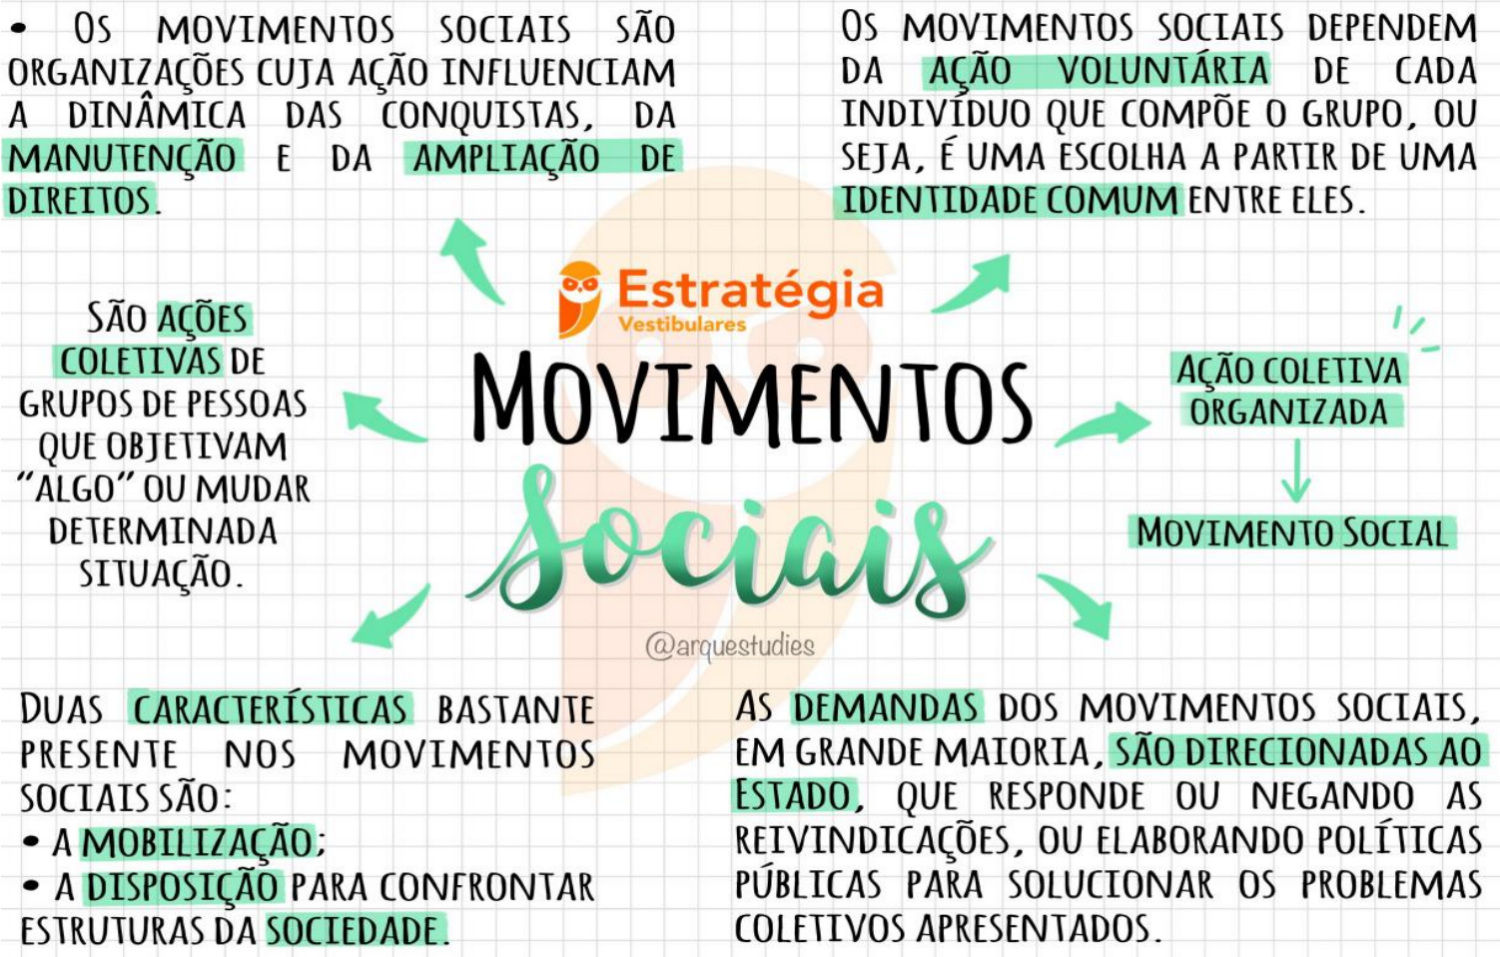 • Os movimentos sociais são
organizações cuja ação influenciam
a dinâmica das conquistas, da
manutenção e da ampliação de
direitos.
Os movimentos sociais dependem
da ação voluntária de cada
indivíduo que compõe o grupo, ou
seja, é uma escolha a partir de uma
identidade comum entre eles.
Estratégia
Vestibulares
Movimentos
Sociais
@arquestudies
São ações
coletivas de
grupos de pessoas
que objetivam
“algo” ou mudar
determinada
situação.
Ação coletiva
organizada
Movimento Social
Duas características bastante
presente nos movimentos
sociais são:
• a mobilização;
• a disposição para confrontar
estruturas da sociedade.
As demandas dos movimentos sociais,
em grande maioria, são direcionadas ao
Estado, que responde ou negando as
reivindicações, ou elaborando políticas
públicas para solucionar os problemas
coletivos apresentados.